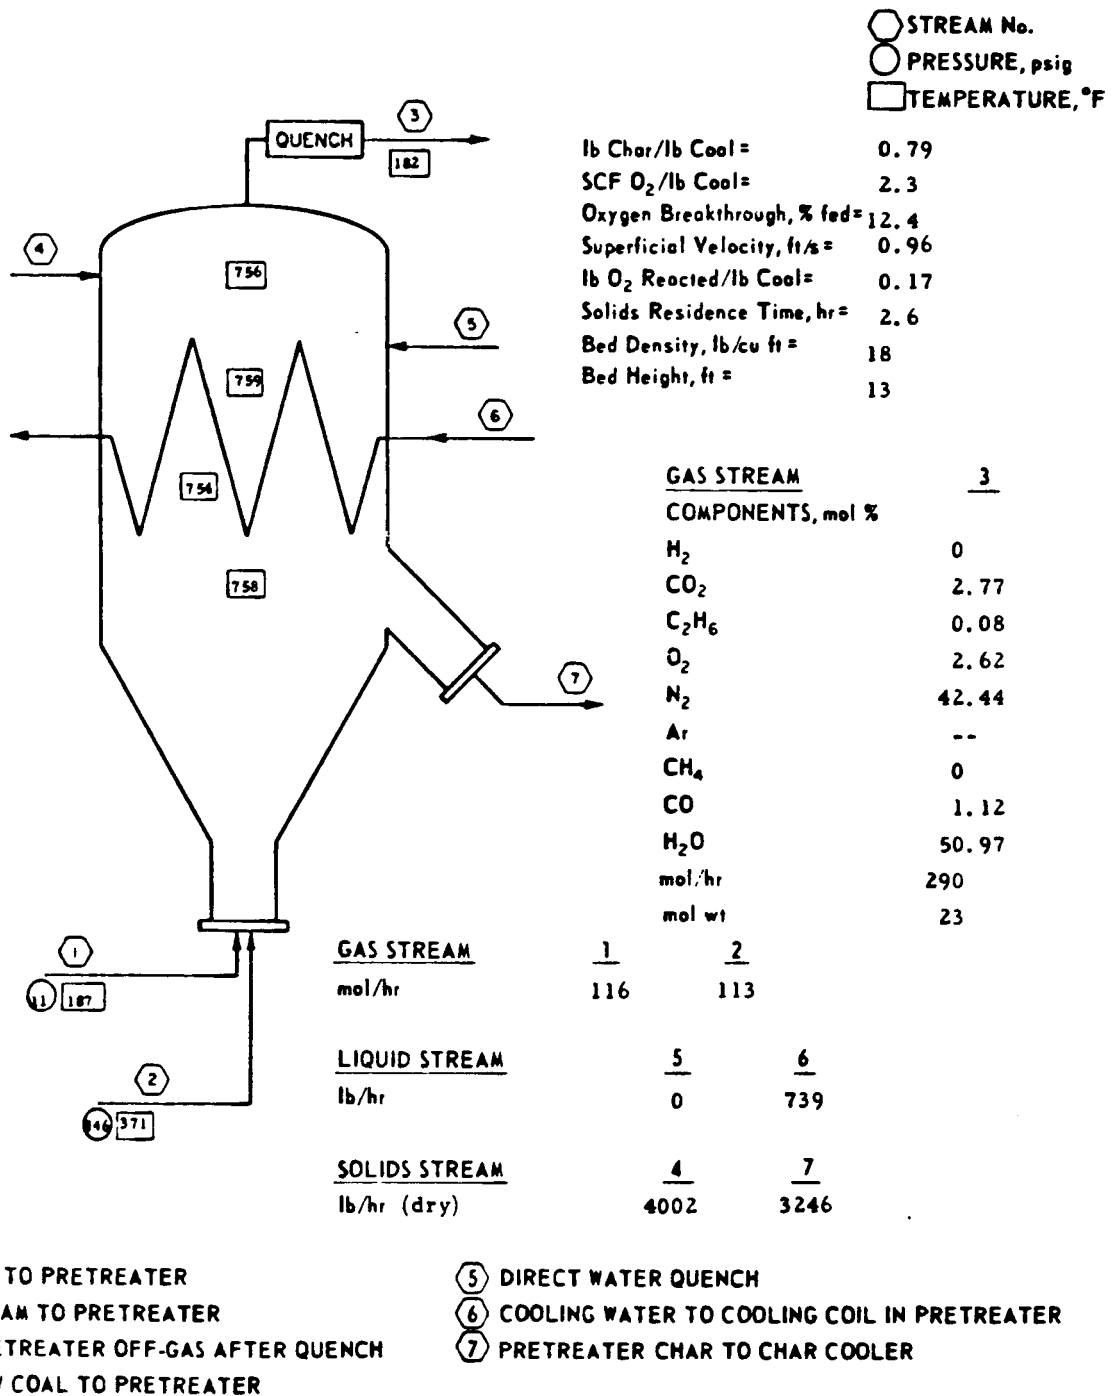 STREAM No.
PRESSURE, psig
TEMPERATURE, °F
QUENCH
3
182
4
756
5
759
6
756
758
7
1
11 187
2
371
lb Char/lb Coal = 0.79
SCF O₂/lb Coal = 2.3
Oxygen Breakthrough, % fed = 12.4
Superficial Velocity, ft/s = 0.96
lb O₂ Reacted/lb Coal = 0.17
Solids Residence Time, hr = 2.6
Bed Density, lb/cu ft = 18
Bed Height, ft = 13
GAS STREAM 3
COMPONENTS, mol %
H₂ 0
CO₂ 2.77
C₂H₆ 0.08
O₂ 2.62
N₂ 42.44
Ar --
CH₄ 0
CO 1.12
H₂O 50.97
mol/hr 290
mol wt 23
GAS STREAM 1 2
mol/hr 116 113
LIQUID STREAM 5 6
lb/hr 0 739
SOLIDS STREAM 4 7
lb/hr (dry) 4002 3246
TO PRETREATER
AM TO PRETREATER
ETREATER OFF-GAS AFTER QUENCH
COAL TO PRETREATER
5 DIRECT WATER QUENCH
6 COOLING WATER TO COOLING COIL IN PRETREATER
7 PRETREATER CHAR TO CHAR COOLER